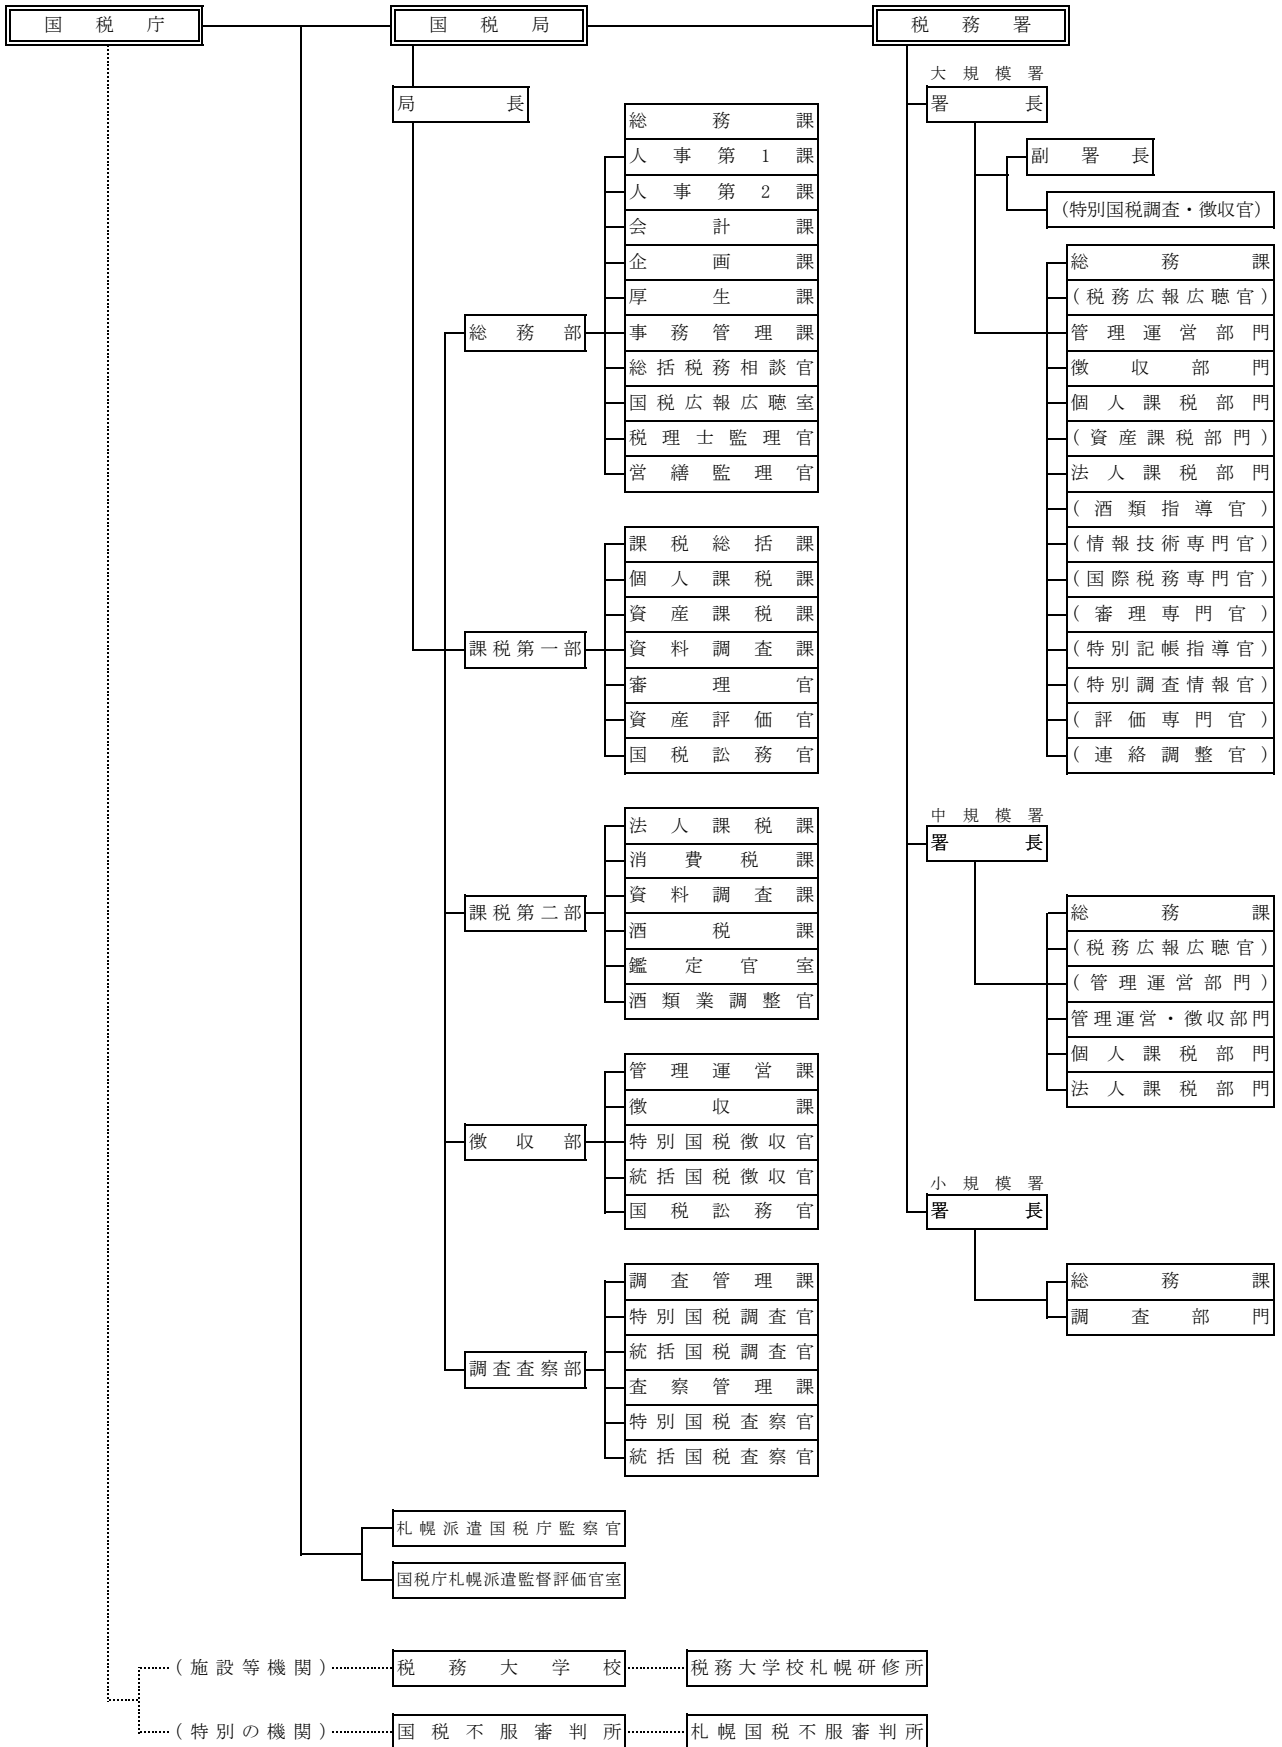 国税庁
国税局
税務署
局長
総務部
総務課
人事第1課
人事第2課
会計課
企画課
厚生課
事務管理課
総括税務相談官
国税広報広聴室
税理士監理官
営繕監理官
課税第一部
課税総括課
個人課税課
資産課税課
資料調査課
審理官
資産評価官
国税訟務官
課税第二部
法人課税課
消費税課
資料調査課
酒税課
鑑定官室
酒類業調整官
徴収部
管理運営課
徴収課
特別国税徴収官
統括国税徴収官
国税訟務官
調査査察部
調査管理課
特別国税調査官
統括国税調査官
査察管理課
特別国税査察官
統括国税査察官
大規模署
署長
副署長
（特別国税調査・徴収官）
総務課
（税務広報広聴官）
管理運営部門
徴収部門
個人課税部門
（資産課税部門）
法人課税部門
（酒類指導官）
（情報技術専門官）
（国際税務専門官）
（審理専門官）
（特別記帳指導官）
（特別調査情報官）
（評価専門官）
（連絡調整官）
中規模署
署長
総務課
（税務広報広聴官）
（管理運営部門）
管理運営・徴収部門
個人課税部門
法人課税部門
小規模署
署長
総務課
調査部門
札幌派遣国税庁監察官
国税庁札幌派遣監督評価官室
（施設等機関）
税務大学校
税務大学校札幌研修所
（特別の機関）
国税不服審判所
札幌国税不服審判所